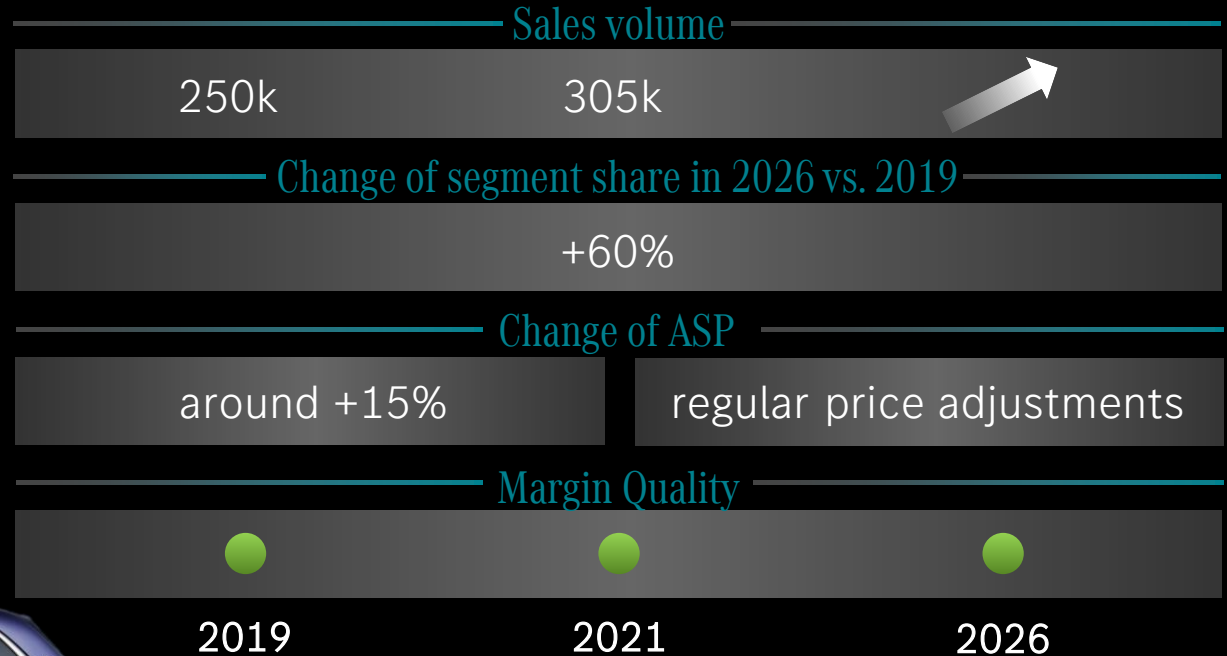 Sales volume
250k 305k
Change of segment share in 2026 vs. 2019
+60%
Change of ASP
around +15% regular price adjustments
Margin Quality
2019 2021 2026